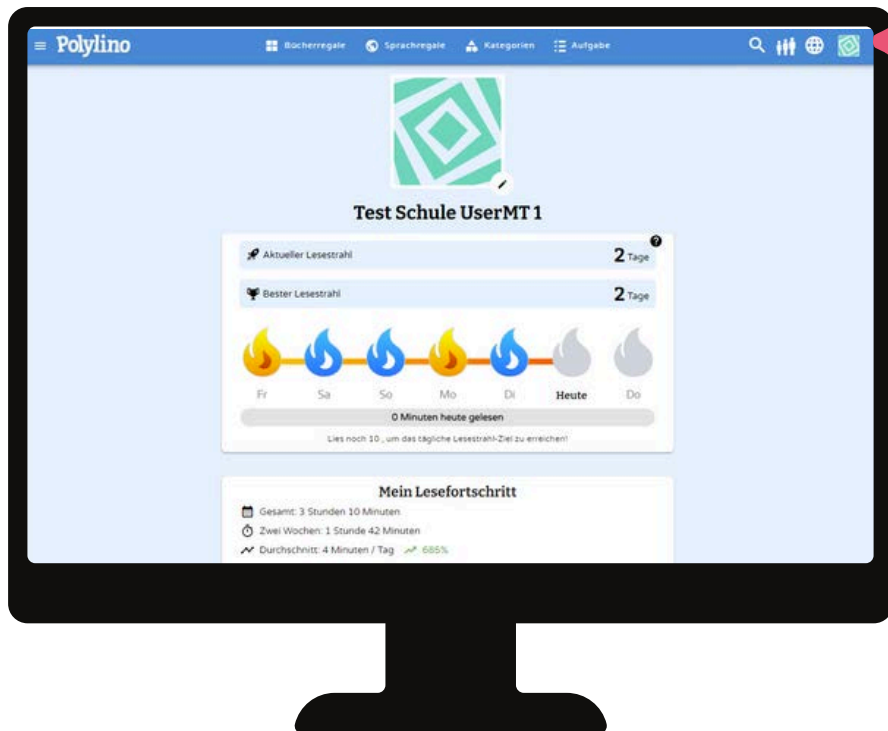 Polylino
Bücherregale Sprachregale Kategorien Aufgabe
Test Schule UserMT 1
?
Aktueller Lesestrahl 2 Tage
Bester Lesestrahl 2 Tage
Fr Sa So Mo Di Heute Do
0 Minuten heute gelesen
Lies noch 10 , um das tägliche Lesestrahl-Ziel zu erreichen!
Mein Lesefortschritt
Gesamt: 3 Stunden 10 Minuten
Zwei Wochen: 1 Stunde 42 Minuten
Durchschnitt: 4 Minuten / Tag 685%